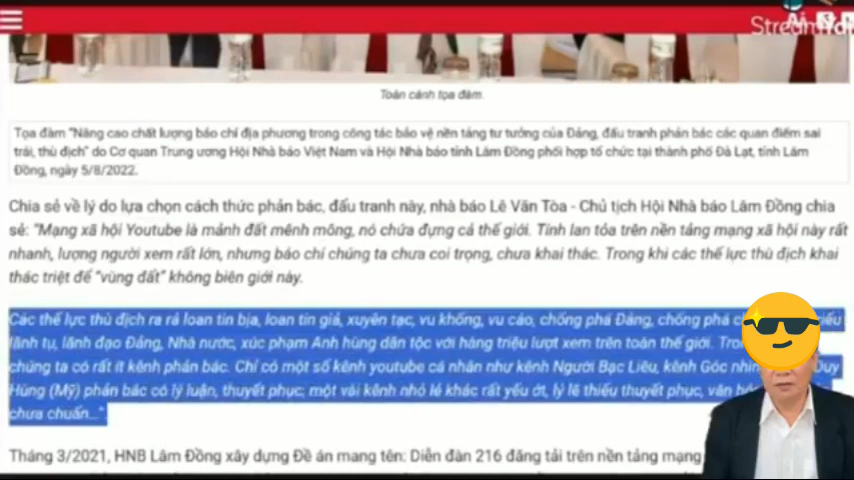 Stream
Toàn cảnh tọa đàm.
Tọa đàm "Nâng cao chất lượng báo chí địa phương trong công tác bảo vệ nền tảng tư tưởng của Đảng, đấu tranh phản bác các quan điểm sai
trái, thù địch" do Cơ quan Trung ương Hội Nhà báo Việt Nam và Hội Nhà báo tỉnh Lâm Đồng phối hợp tổ chức tại thành phố Đà Lạt, tỉnh Lâm
Đồng, ngày 5/8/2022.
Chia sẻ về lý do lựa chọn cách thức phản bác, đấu tranh này, nhà báo Lê Văn Tòa - Chủ tịch Hội Nhà báo Lâm Đồng chia
sẻ: "Mạng xã hội Youtube là mảnh đất mênh mông, nó chứa đựng cả thế giới. Tính lan tỏa trên nền tảng mạng xã hội này rất
nhanh, lượng người xem rất lớn, nhưng báo chí chúng ta chưa coi trọng, chưa khai thác. Trong khi các thế lực thù địch khai
thác triệt để "vùng đất" không biên giới này.
Các thế lực thù địch ra rả loan tin bịa, loan tin giả, xuyên tạc, vu khống, vu cáo, chống phá Đảng, chống phá
lãnh tụ, lãnh đạo Đảng, Nhà nước, xúc phạm Anh hùng dân tộc với hàng triệu lượt xem trên toàn thế giới.
chúng ta có rất ít kênh phản bác. Chỉ có một số kênh youtube cá nhân như kênh Người Bạc Liêu, kênh Góc nhìn Duy
Hùng (Mỹ) phản bác có lý luận, thuyết phục; một vài kênh nhỏ lẻ khác rất yếu ớt, lý lẽ thiếu thuyết phục, văn
chưa chuẩn..."
Tháng 3/2021, HNB Lâm Đồng xây dựng Đề án mang tên: Diễn đàn 216 đăng tải trên nền tảng mạng